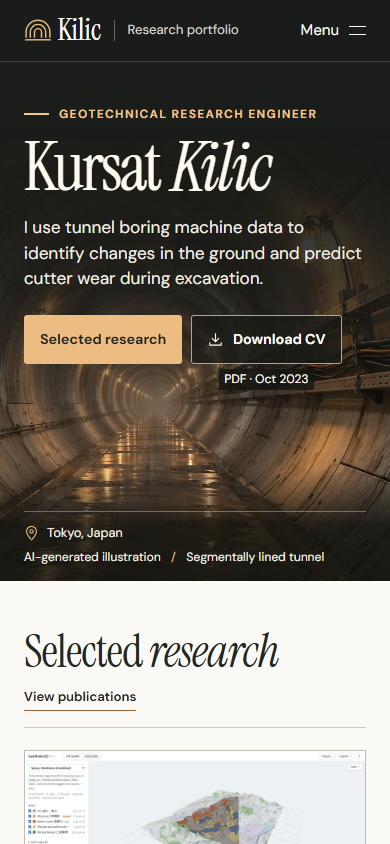 Kilic
Research portfolio
Menu
GEOTECHNICAL RESEARCH ENGINEER
Kursat Kilic
I use tunnel boring machine data to
identify changes in the ground and predict
cutter wear during excavation.
Selected research
Download CV
PDF · Oct 2023
Tokyo, Japan
AI-generated illustration / Segmentally lined tunnel
Selected research
View publications